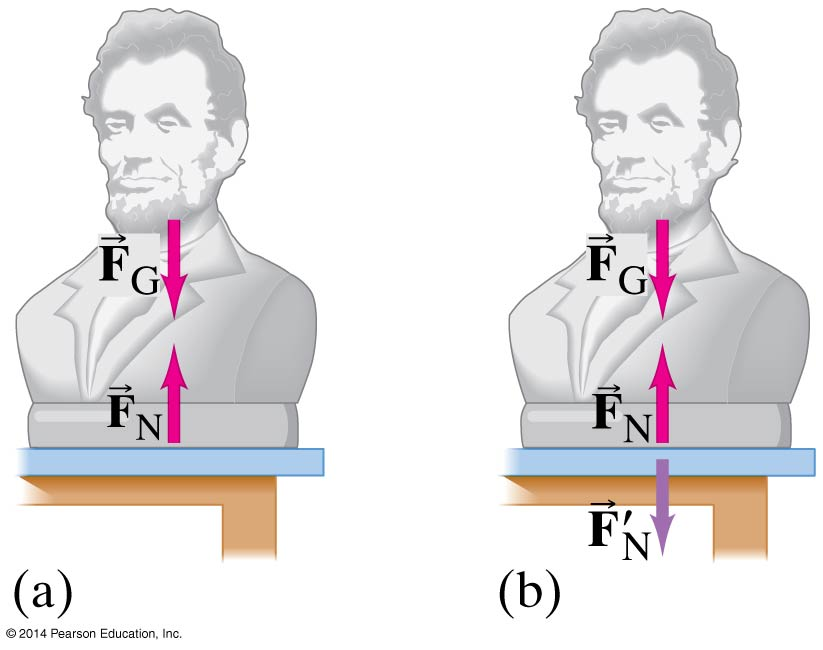 F⃗G
F⃗G
F⃗N
F⃗N
F⃗′N
(a)
(b)
© 2014 Pearson Education, Inc.